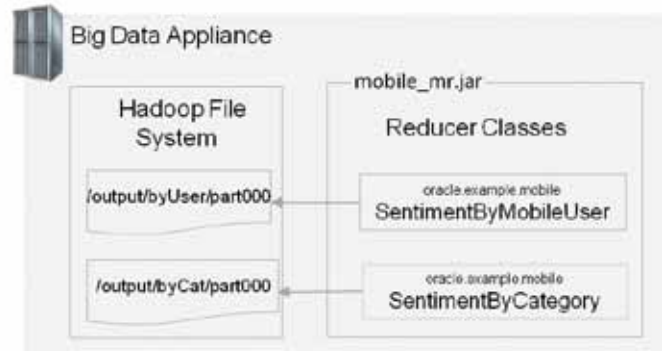 Big Data Appliance
Hadoop File
System
/output/byUser/part000
/output/byCat/part000
mobile_mr.jar
Reducer Classes
oracle.example.mobile
SentimentByMobileUser
oracle.example.mobile
SentimentByCategory